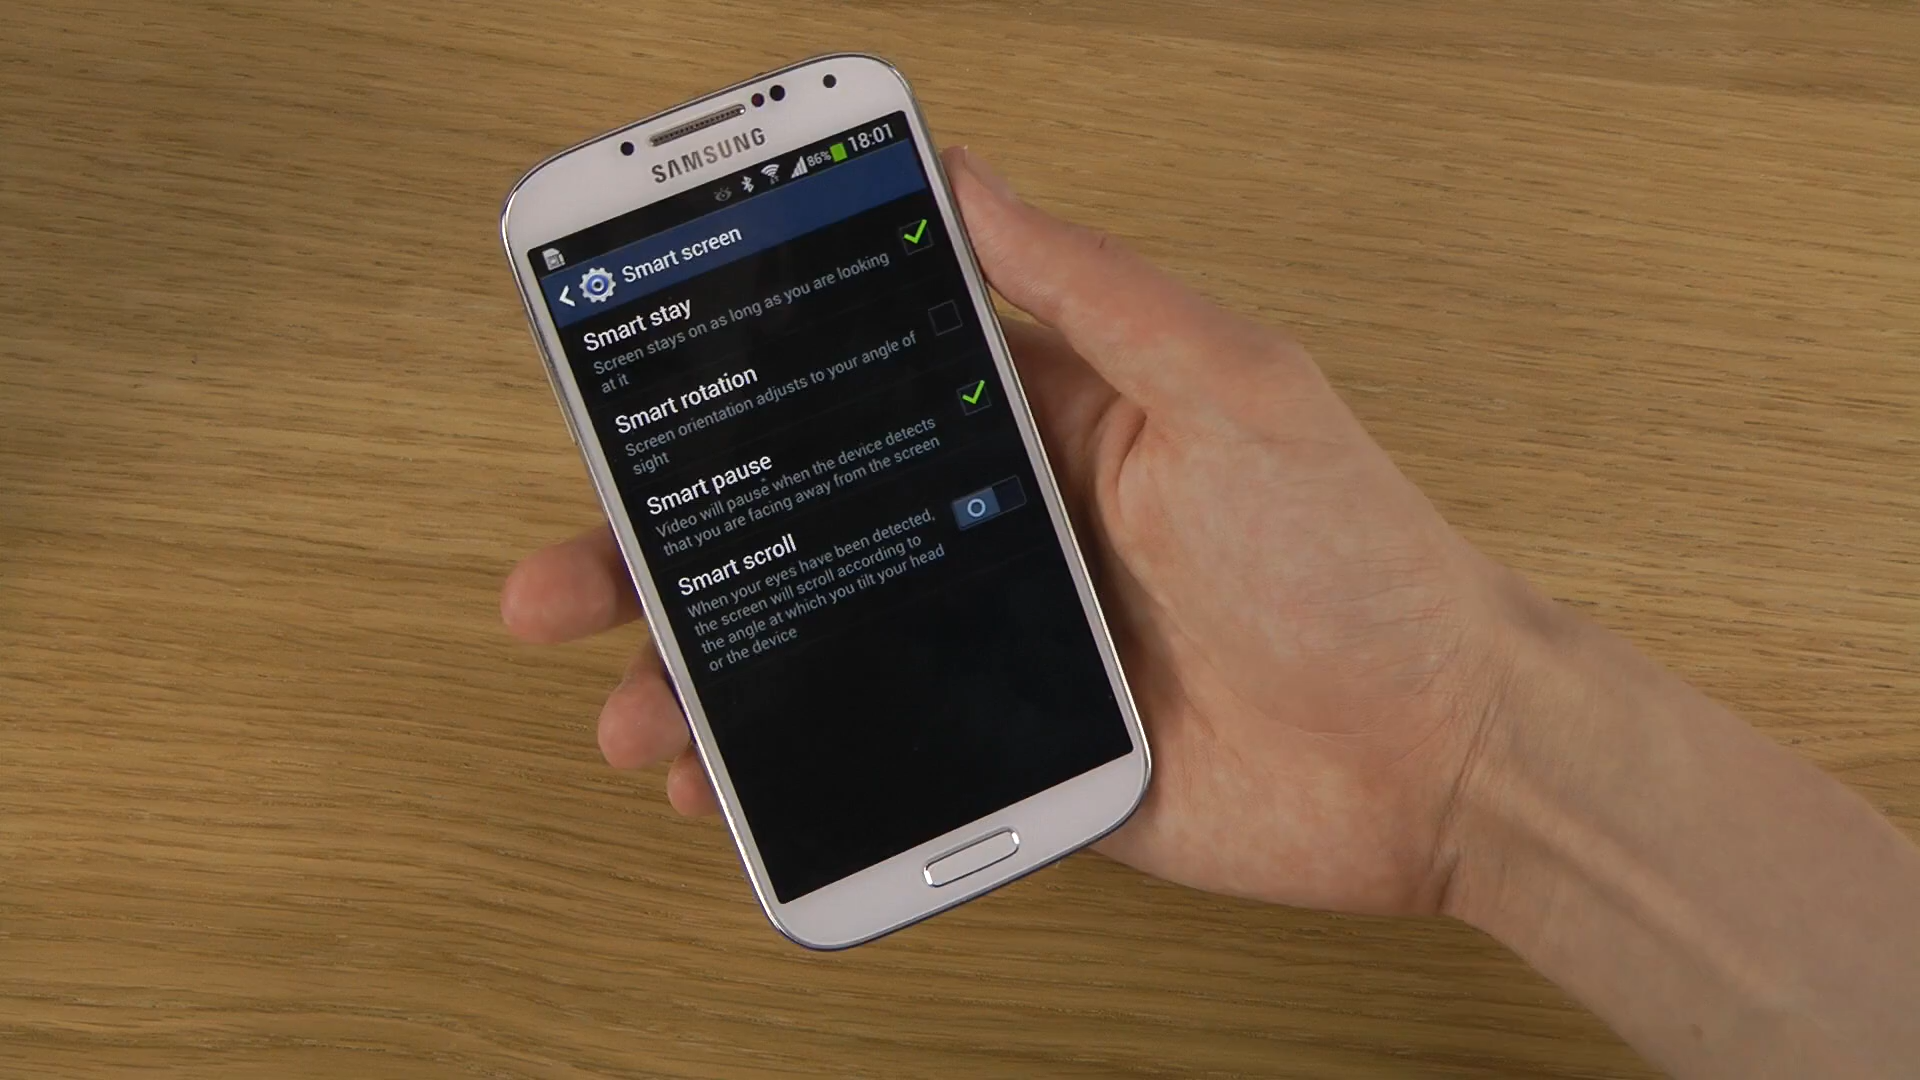 SAMSUNG
86% 18:01
Smart screen
Smart stay
Screen stays on as long as you are looking
at it
Smart rotation
Screen orientation adjusts to your angle of
sight
Smart pause
Video will pause when the device detects
that you are facing away from the screen
Smart scroll
When your eyes have been detected,
the screen will scroll according to
the angle at which you tilt your head
or the device